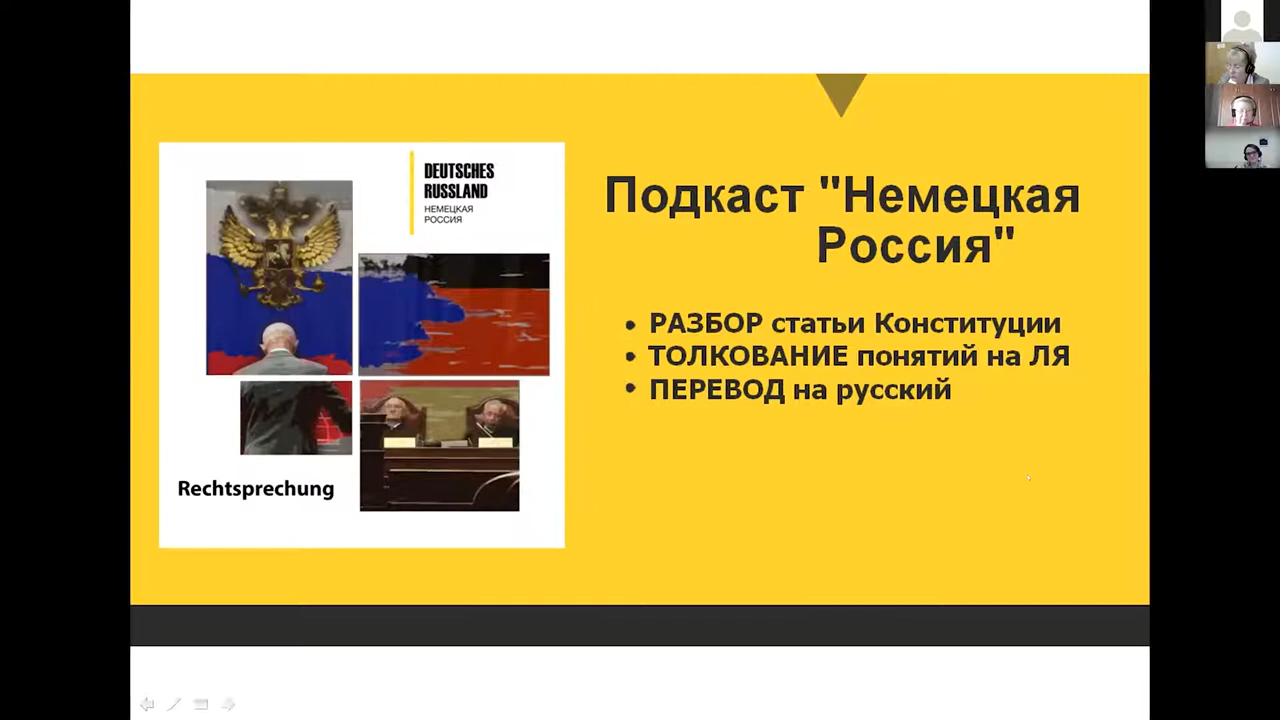 DEUTSCHES
RUSSLAND
НЕМЕЦКАЯ
РОССИЯ
Rechtsprechung
Подкаст "Немецкая
Россия"
• РАЗБОР статьи Конституции
• ТОЛКОВАНИЕ понятий на ЛЯ
• ПЕРЕВОД на русский